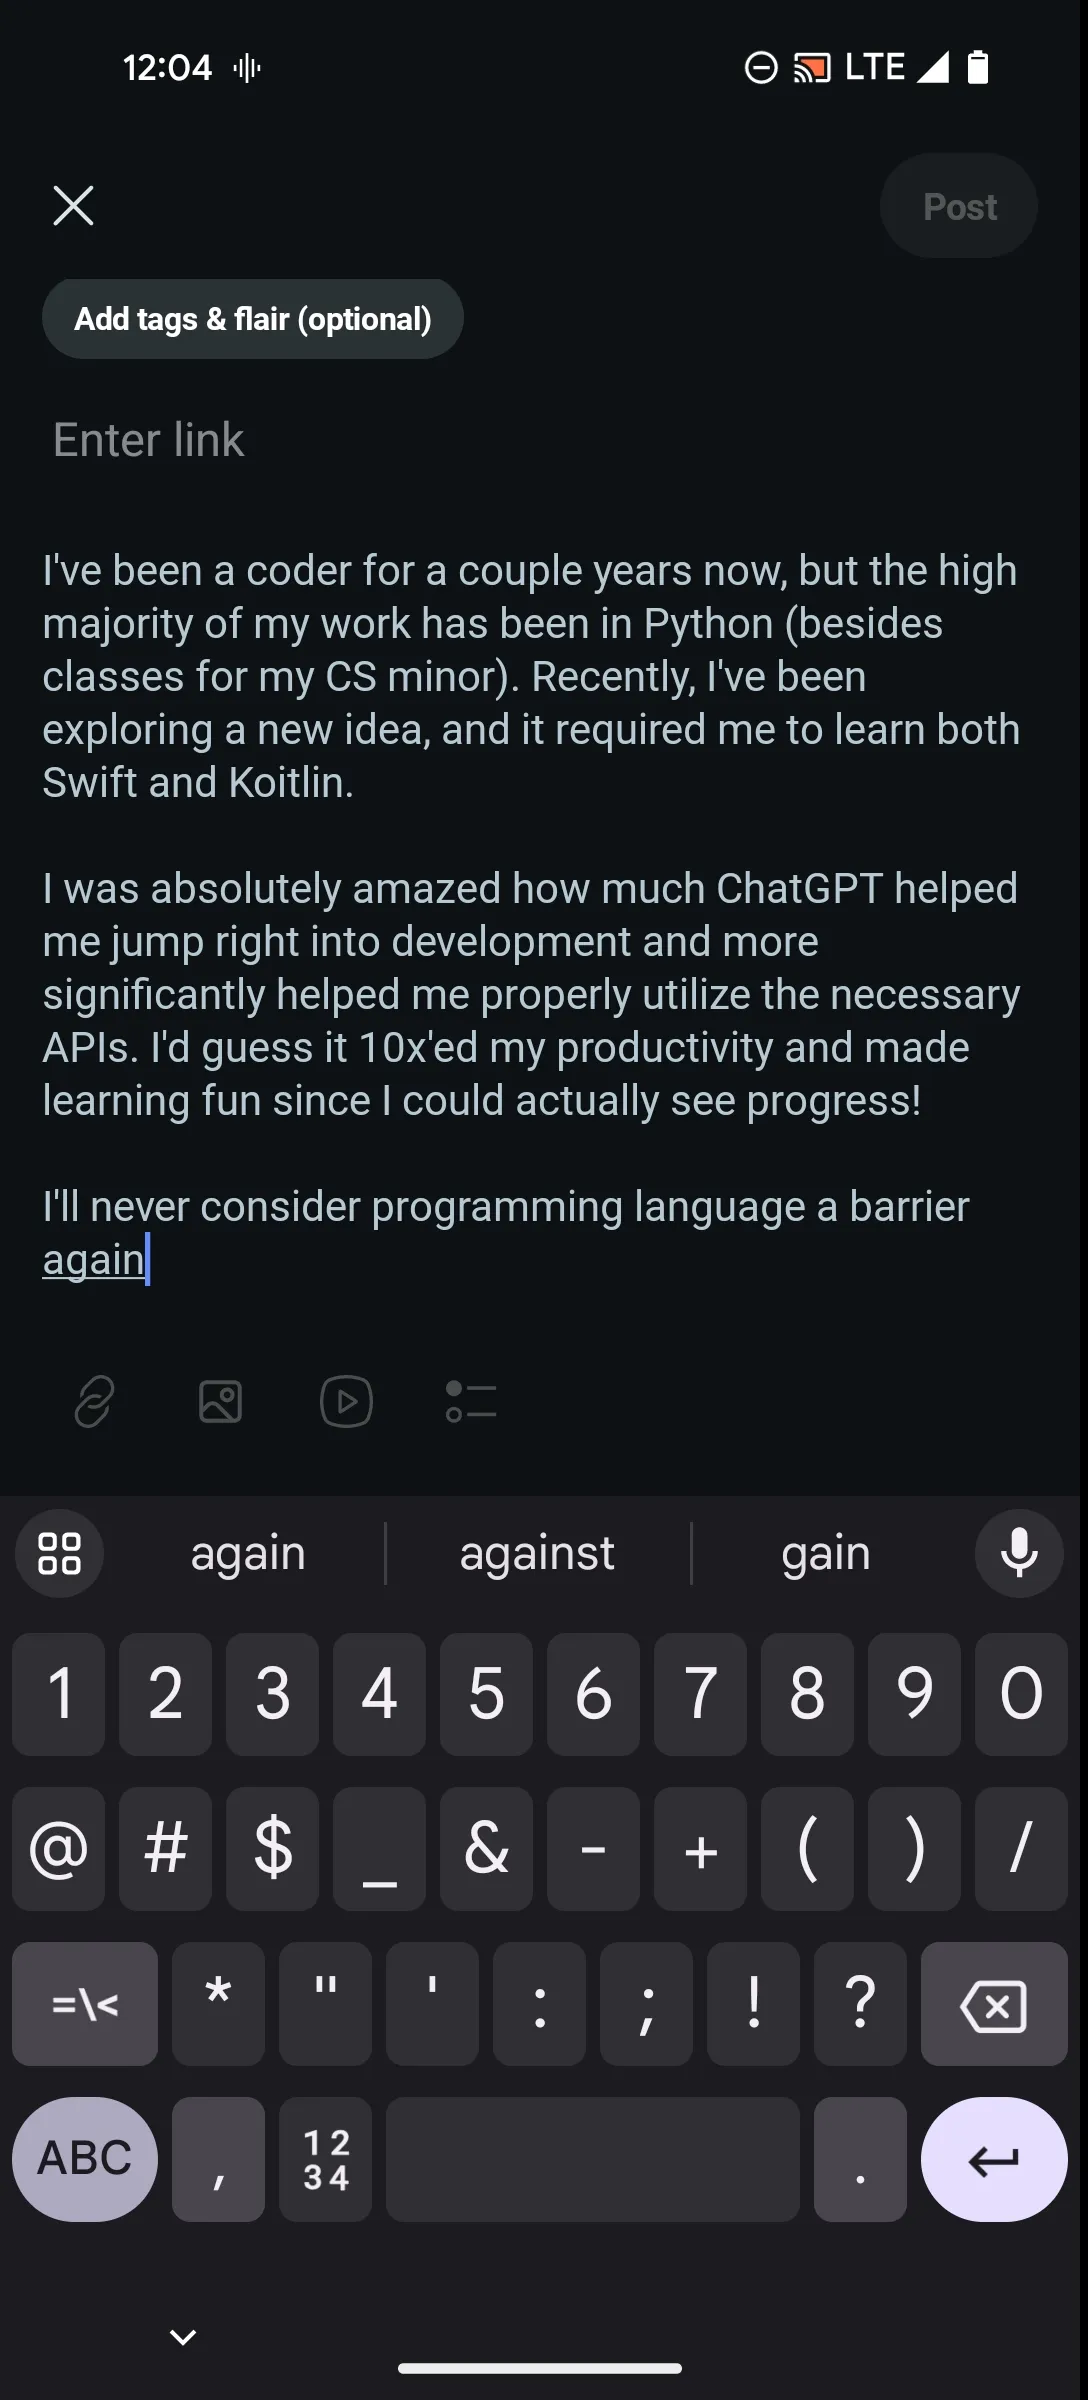 12:04
LTE
Post
Add tags & flair (optional)
Enter link
I've been a coder for a couple years now, but the high
majority of my work has been in Python (besides
classes for my CS minor). Recently, I've been
exploring a new idea, and it required me to learn both
Swift and Koitlin.
I was absolutely amazed how much ChatGPT helped
me jump right into development and more
significantly helped me properly utilize the necessary
APIs. I'd guess it 10x'ed my productivity and made
learning fun since I could actually see progress!
I'll never consider programming language a barrier
again
again against gain
1 2 3 4 5 6 7 8 9 0
@ # $ _ & - + ( ) /
=\< * " ' : ; ! ?
ABC , 1 2 3 4 .